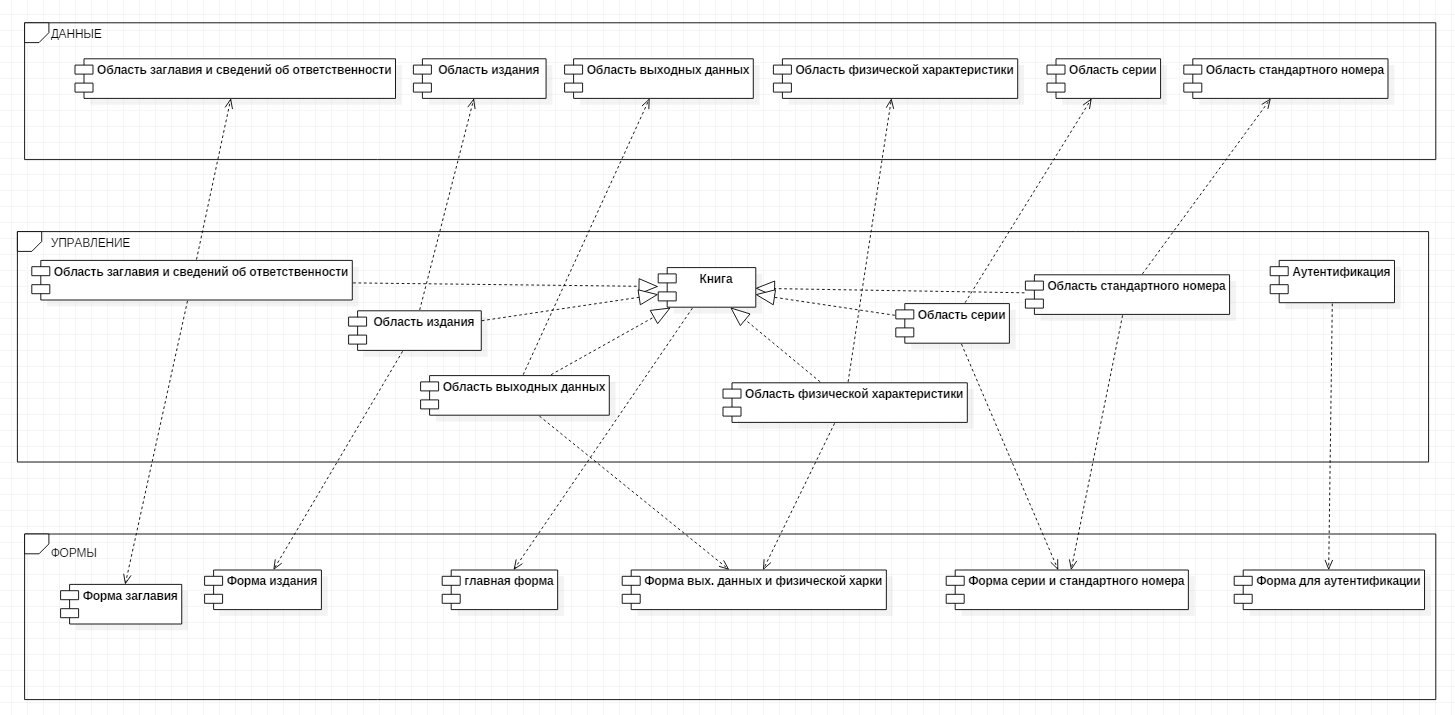 ДАННЫЕ
Область заглавия и сведений об ответственности
Область издания
Область выходных данных
Область физической характеристики
Область серии
Область стандартного номера
УПРАВЛЕНИЕ
Область заглавия и сведений об ответственности
Книга
Область стандартного номера
Аутентификация
Область издания
Область серии
Область выходных данных
Область физической характеристики
ФОРМЫ
Форма заглавия
Форма издания
главная форма
Форма вых. данных и физической харки
Форма серии и стандартного номера
Форма для аутентификации